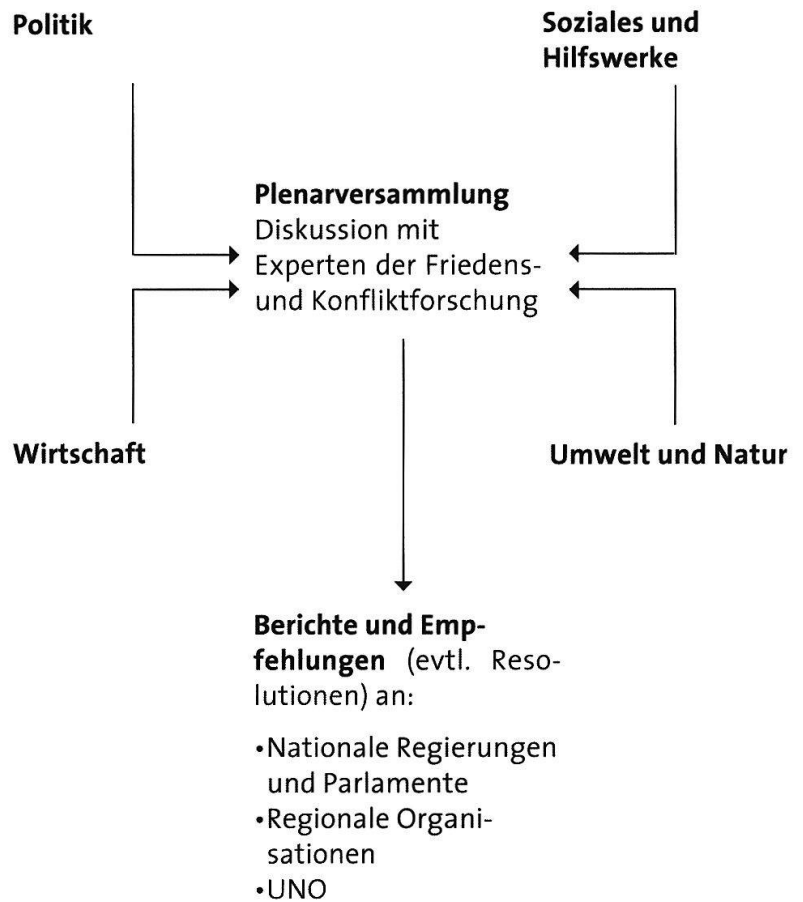 Politik
Soziales und
Hilfswerke
Plenarversammlung
Diskussion mit
Experten der Friedens-
und Konfliktforschung
Wirtschaft
Umwelt und Natur
Berichte und Emp-
fehlungen (evtl. Reso-
lutionen) an:
•Nationale Regierungen
und Parlamente
•Regionale Organi-
sationen
•UNO